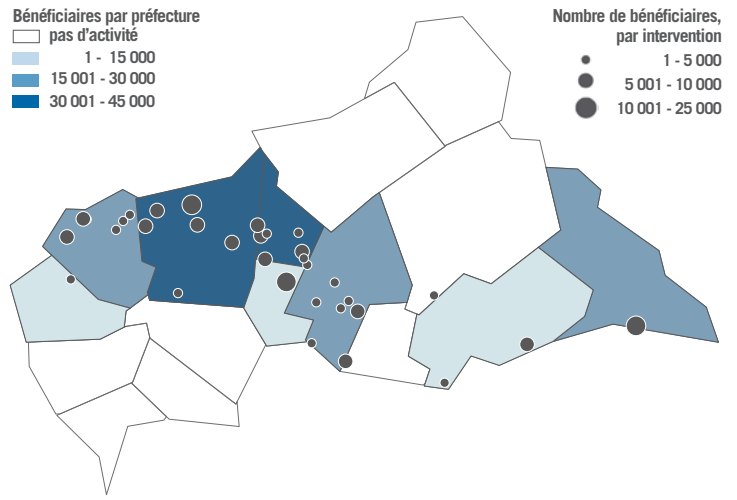 Bénéficiaires par préfecture
pas d'activité
1 - 15 000
15 001 - 30 000
30 001 - 45 000
Nombre de bénéficiaires,
par intervention
1 - 5 000
5 001 - 10 000
10 001 - 25 000